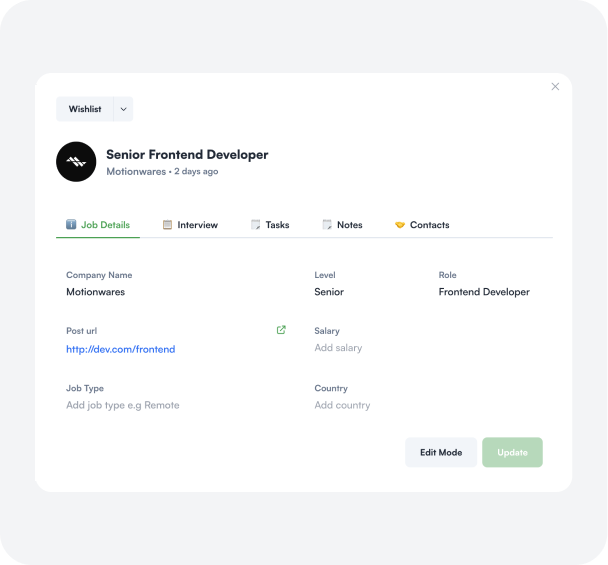 Wishlist
Senior Frontend Developer
Motionwares • 2 days ago
Job Details
Interview
Tasks
Notes
Contacts
Company Name
Level
Role
Motionwares
Senior
Frontend Developer
Post url
Salary
http://dev.com/frontend
Add salary
Job Type
Country
Add job type e.g Remote
Add country
Edit Mode
Update